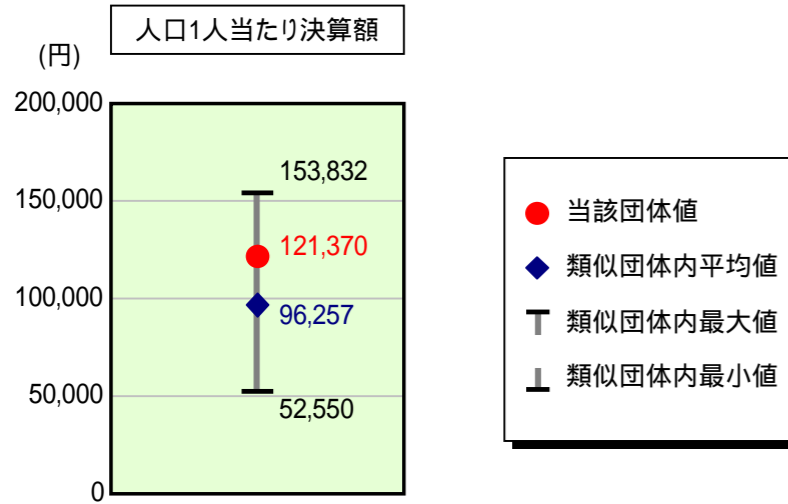 人口1人当たり決算額
(円)
200,000
150,000
100,000
50,000
0
153,832
121,370
96,257
52,550
当該団体値
類似団体内平均値
類似団体内最大値
類似団体内最小値